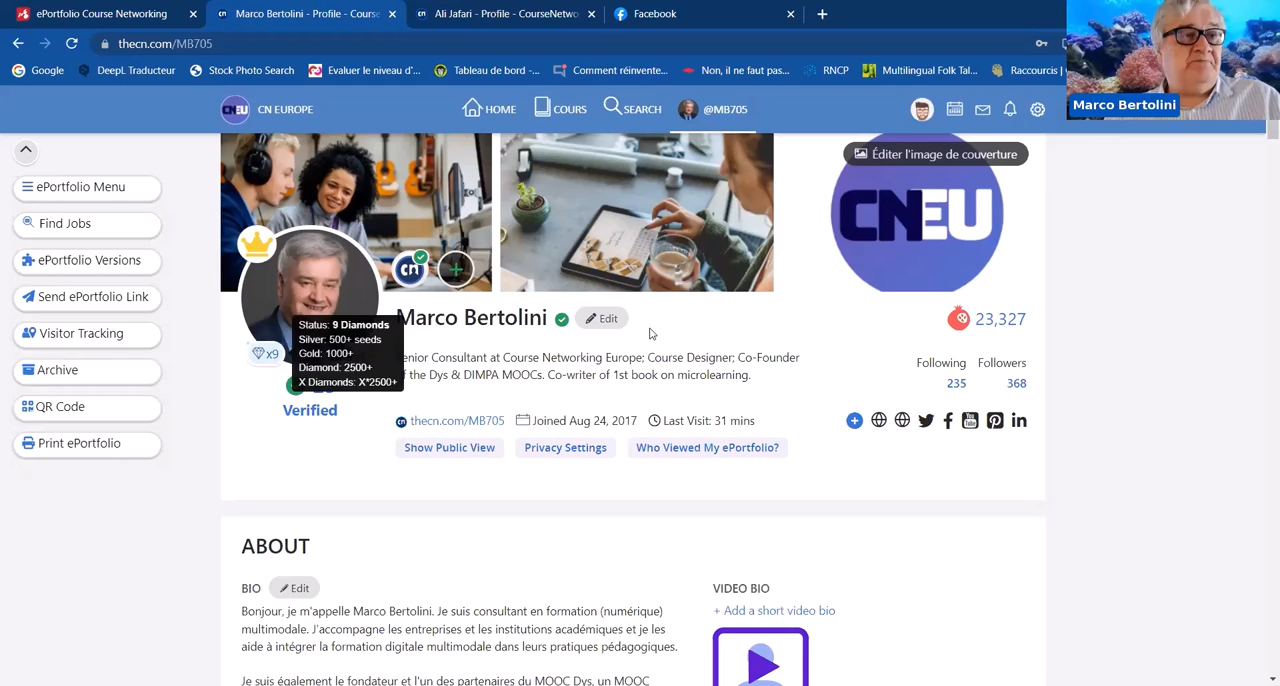 ePortfolio Course Networking
Marco Bertolini - Profile - Course
Ali Jafari - Profile - CourseNetwo
Facebook
thecn.com/MB705
Google
DeepL Traducteur
Stock Photo Search
Evaluer le niveau d'...
Tableau de bord -...
Comment réinvente...
Non, il ne faut pas...
RNCP
Multilingual Folk Tal...
Raccourcis
Marco Bertolini
CNEU
CN EUROPE
HOME
COURS
SEARCH
@MB705
Éditer l'image de couverture
CNEU
ePortfolio Menu
Find Jobs
ePortfolio Versions
Send ePortfolio Link
Visitor Tracking
Archive
QR Code
Print ePortfolio
cn
Marco Bertolini
Edit
23,327
Status: 9 Diamonds
Silver: 500+ seeds
Gold: 1000+
Diamond: 2500+
X Diamonds: X*2500+
x9
Verified
enior Consultant at Course Networking Europe; Course Designer; Co-Founder
f the Dys & DIMPA MOOCs. Co-writer of 1st book on microlearning.
Following
Followers
235
368
thecn.com/MB705
Joined Aug 24, 2017
Last Visit: 31 mins
Show Public View
Privacy Settings
Who Viewed My ePortfolio?
ABOUT
BIO
Edit
Bonjour, je m'appelle Marco Bertolini. Je suis consultant en formation (numérique)
multimodale. J'accompagne les entreprises et les institutions académiques et je les
aide à intégrer la formation digitale multimodale dans leurs pratiques pédagogiques.
Je suis également le fondateur et l'un des partenaires du MOOC Dys, un MOOC
VIDEO BIO
+ Add a short video bio